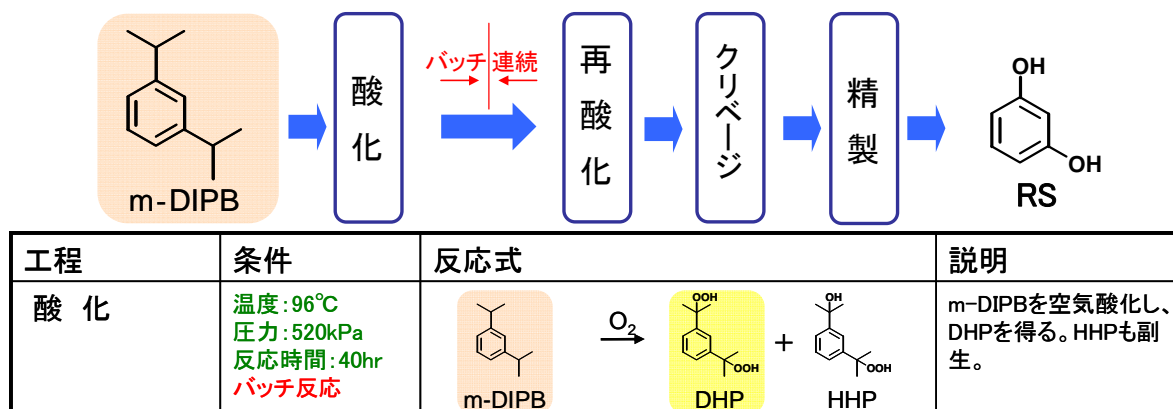 バッチ 連続
酸化
再酸化
クリベージ
精製
OH
OH
m-DIPB
RS
工程 条件 反応式 説明
酸 化
温度:96℃
圧力:520kPa
反応時間:40hr
バッチ反応
m-DIPB
O2
OOH
OOH
DHP
+
OH
OOH
HHP
m-DIPBを空気酸化し、
DHPを得る。HHPも副
生。